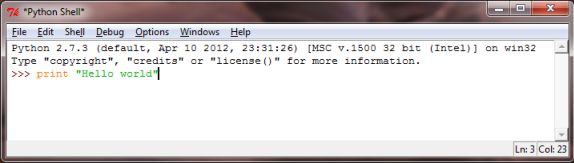 *Python Shell*
File Edit Shell Debug Options Windows Help
Python 2.7.3 (default, Apr 10 2012, 23:31:26) [MSC v.1500 32 bit (Intel)] on win32
Type "copyright", "credits" or "license()" for more information.
>>> print "Hello world"
Ln: 3 Col: 23